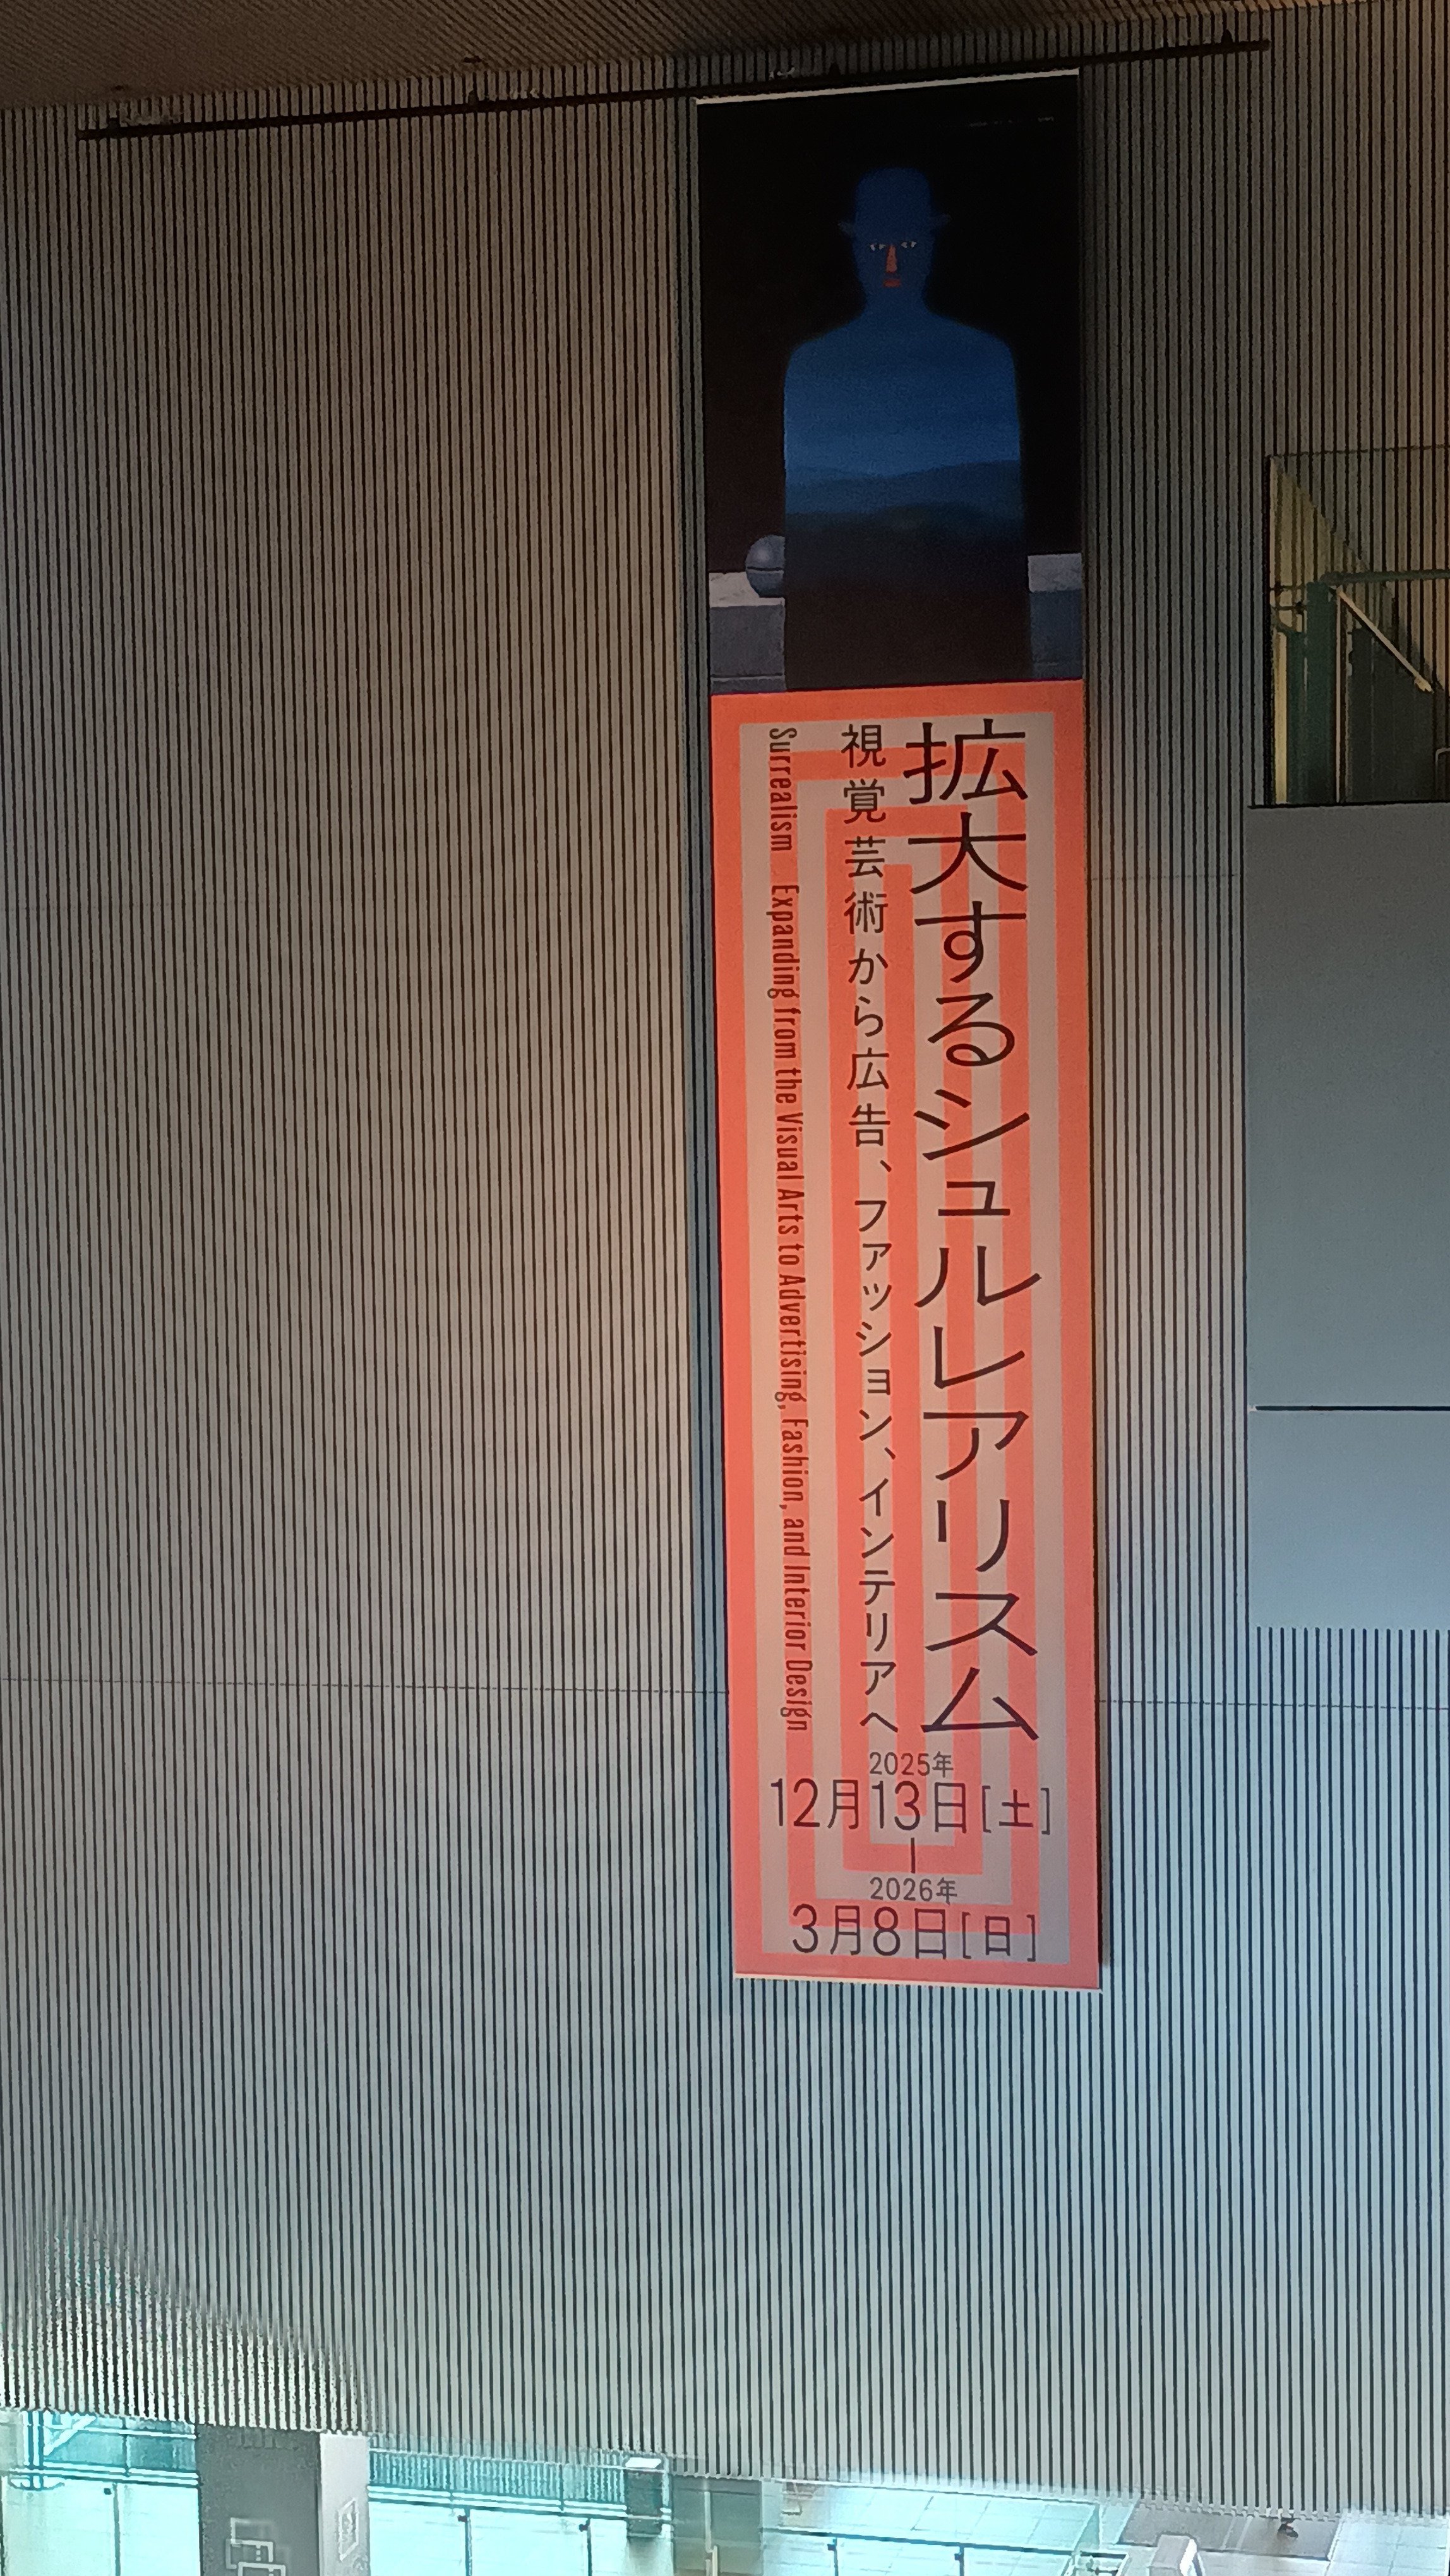 拡大するシュルレアリスム
視覚芸術から広告、ファッション、インテリアへ
Surrealism Expanding from the Visual Arts to Advertising, Fashion, and Interior Design
2025年
12月13日[土]
|
2026年
3月8日[日]